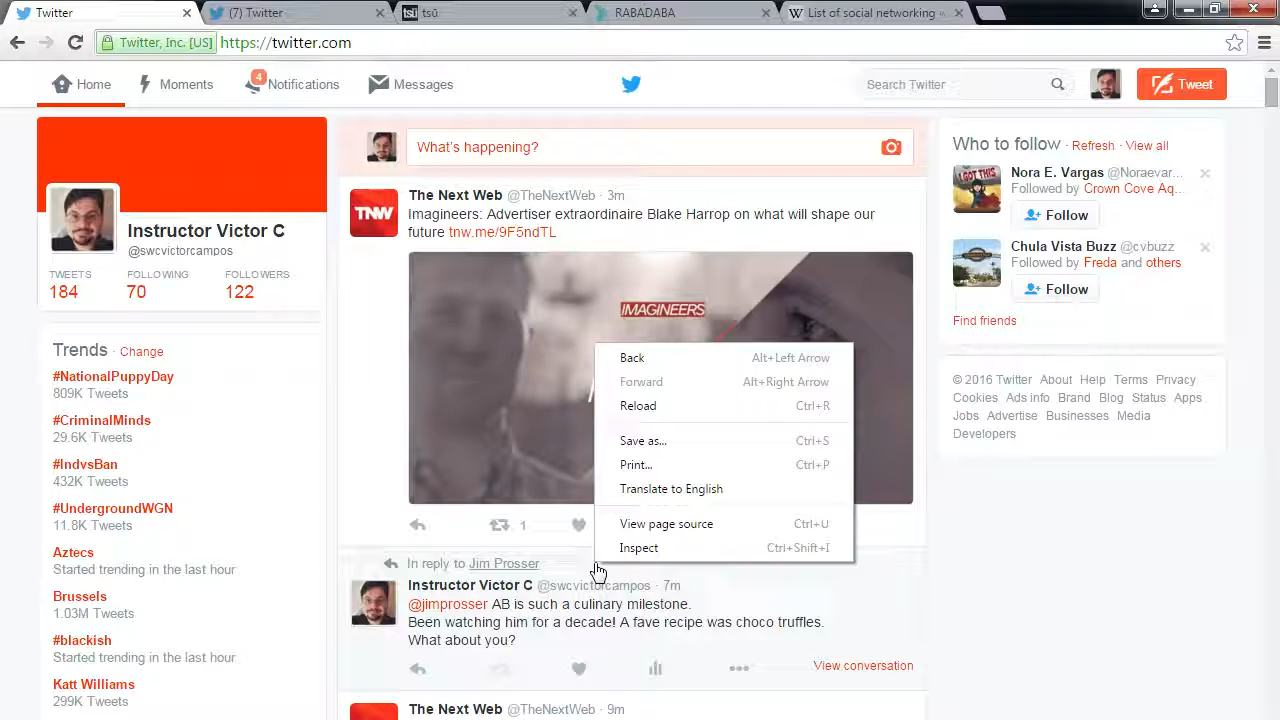 Twitter
(7) Twitter
tsū
RABADABA
List of social networking
Twitter, Inc. [US]
https://twitter.com
Home
Moments
4
Notifications
Messages
Search Twitter
Tweet
Instructor Victor C
@swcvictorcampos
TWEETS
FOLLOWING
FOLLOWERS
184
70
122
Trends · Change
#NationalPuppyDay
809K Tweets
#CriminalMinds
29.6K Tweets
#IndvsBan
432K Tweets
#UndergroundWGN
11.8K Tweets
Aztecs
Started trending in the last hour
Brussels
1.03M Tweets
#blackish
Started trending in the last hour
Katt Williams
299K Tweets
What's happening?
TNW
The Next Web @TheNextWeb · 3m
Imagineers: Advertiser extraordinaire Blake Harrop on what will shape our
future tnw.me/9F5ndTL
IMAGINEERS
Back Alt+Left Arrow
Forward Alt+Right Arrow
Reload Ctrl+R
Save as... Ctrl+S
Print... Ctrl+P
Translate to English
View page source Ctrl+U
Inspect Ctrl+Shift+I
1
In reply to Jim Prosser
Instructor Victor C @swcvictorcampos · 7m
@jimprosser AB is such a culinary milestone.
Been watching him for a decade! A fave recipe was choco truffles.
What about you?
View conversation
The Next Web @TheNextWeb · 9m
Who to follow · Refresh · View all
I GOT THIS
Nora E. Vargas @Noraevar...
Followed by Crown Cove Aq...
Follow
Chula Vista Buzz @cvbuzz
Followed by Freda and others
Follow
Find friends
© 2016 Twitter About Help Terms Privacy
Cookies Ads info Brand Blog Status Apps
Jobs Advertise Businesses Media
Developers